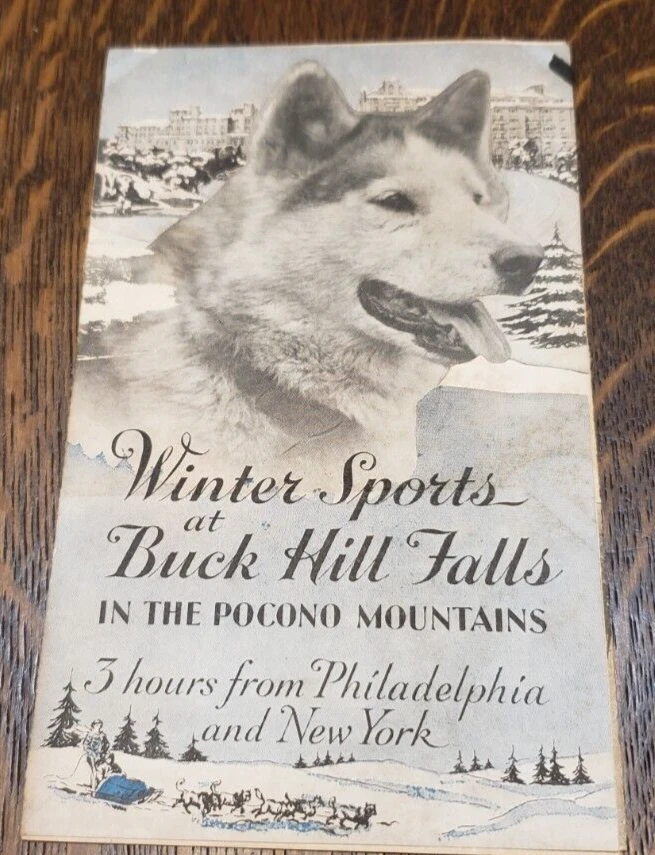 Winter Sports
at
Buck Hill Falls
IN THE POCONO MOUNTAINS
3 hours from Philadelphia
and New York